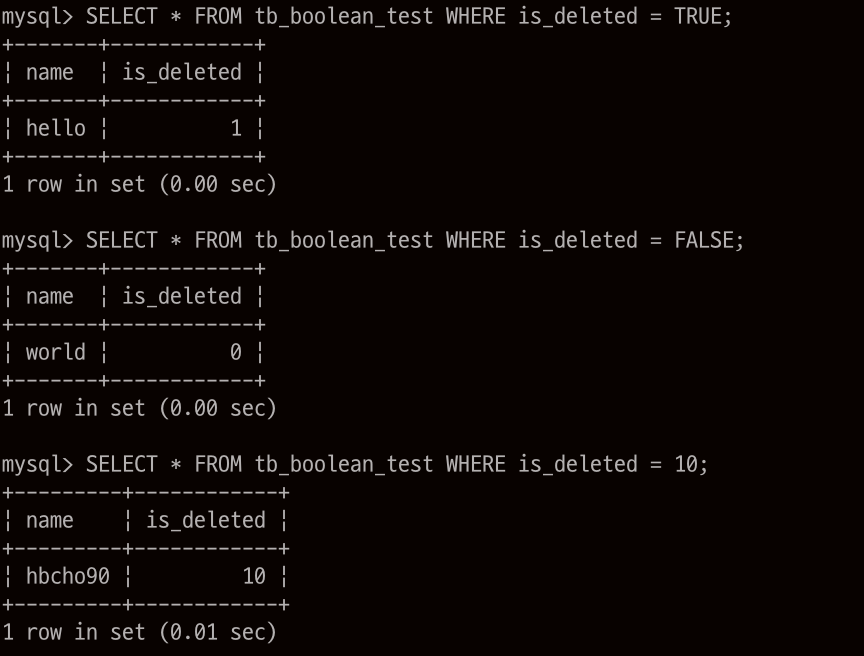 mysql> SELECT * FROM tb_boolean_test WHERE is_deleted = TRUE;
+-------+------------+
¦ name  ¦ is_deleted ¦
+-------+------------+
¦ hello ¦          1 ¦
+-------+------------+
1 row in set (0.00 sec)

mysql> SELECT * FROM tb_boolean_test WHERE is_deleted = FALSE;
+-------+------------+
¦ name  ¦ is_deleted ¦
+-------+------------+
¦ world ¦          0 ¦
+-------+------------+
1 row in set (0.00 sec)

mysql> SELECT * FROM tb_boolean_test WHERE is_deleted = 10;
+---------+------------+
¦ name    ¦ is_deleted ¦
+---------+------------+
¦ hbcho90 ¦         10 ¦
+---------+------------+
1 row in set (0.01 sec)